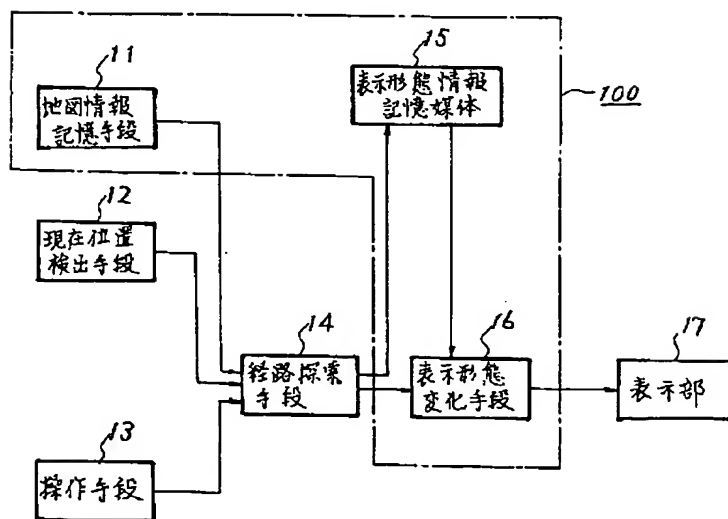 11
地図情報
記憶手段
15
表示形態情報
記憶媒体
100
12
現在位置
検出手段
14
経路探索
手段
16
表示形態
変化手段
17
表示部
13
操作手段